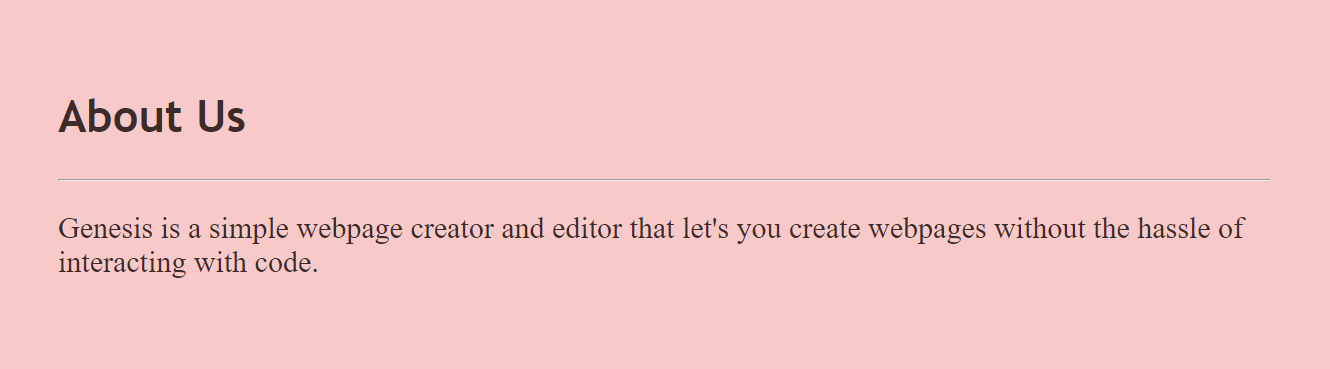 About Us
Genesis is a simple webpage creator and editor that let's you create webpages without the hassle of
interacting with code.